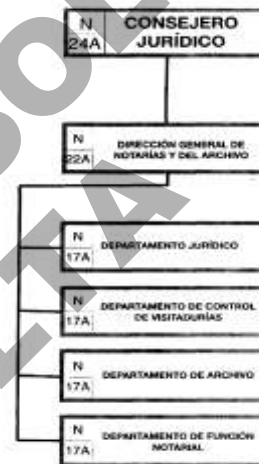 N
24A
CONSEJERO
JURÍDICO
N
22A
DIRECCIÓN GENERAL DE
NOTARÍAS Y DEL ARCHIVO
N
17A
DEPARTAMENTO JURÍDICO
N
17A
DEPARTAMENTO DE CONTROL
DE VISITADURÍAS
N
17A
DEPARTAMENTO DE ARCHIVO
N
17A
DEPARTAMENTO DE FUNCIÓN
NOTARIAL